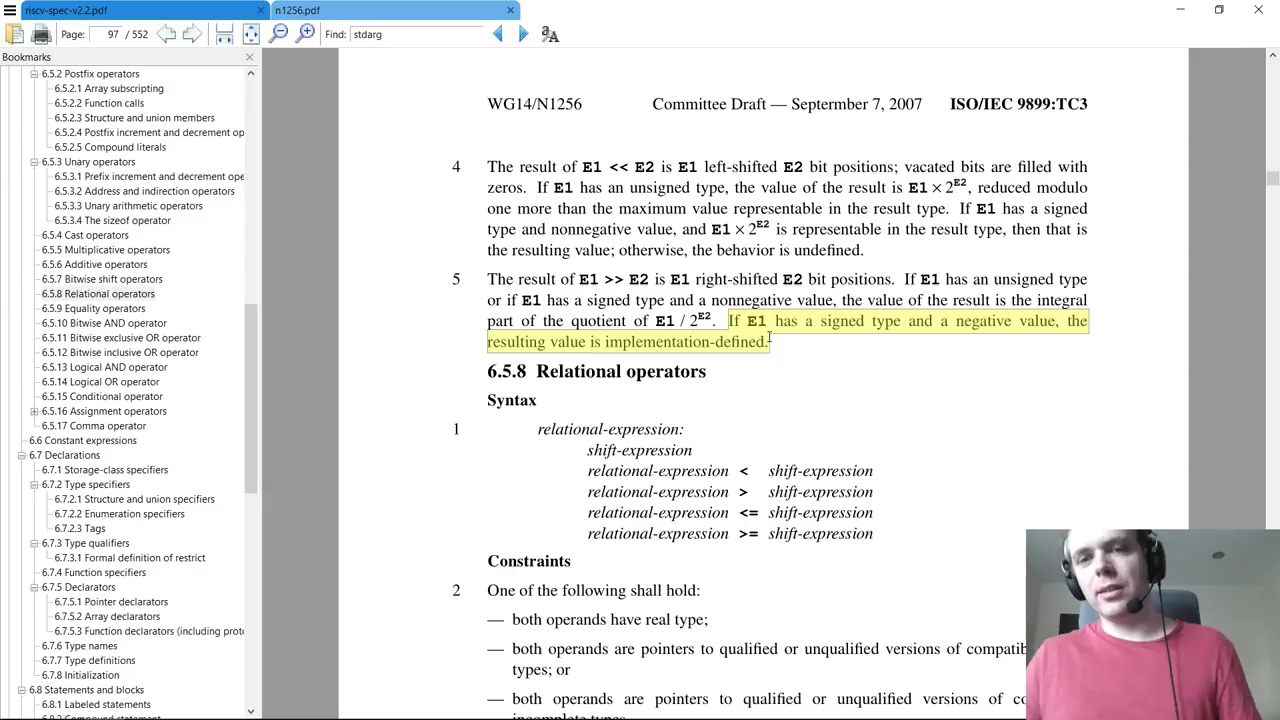 riscv-spec-v2.2.pdf
n1256.pdf
Page: 97 / 552
Find: stdarg
Bookmarks
6.5.2 Postfix operators
6.5.2.1 Array subscripting
6.5.2.2 Function calls
6.5.2.3 Structure and union members
6.5.2.4 Postfix increment and decrement op
6.5.2.5 Compound literals
6.5.3 Unary operators
6.5.3.1 Prefix increment and decrement ope
6.5.3.2 Address and indirection operators
6.5.3.3 Unary arithmetic operators
6.5.3.4 The sizeof operator
6.5.4 Cast operators
6.5.5 Multiplicative operators
6.5.6 Additive operators
6.5.7 Bitwise shift operators
6.5.8 Relational operators
6.5.9 Equality operators
6.5.10 Bitwise AND operator
6.5.11 Bitwise exclusive OR operator
6.5.12 Bitwise inclusive OR operator
6.5.13 Logical AND operator
6.5.14 Logical OR operator
6.5.15 Conditional operator
6.5.16 Assignment operators
6.5.17 Comma operator
6.6 Constant expressions
6.7 Declarations
6.7.1 Storage-class specifiers
6.7.2 Type specifiers
6.7.2.1 Structure and union specifiers
6.7.2.2 Enumeration specifiers
6.7.2.3 Tags
6.7.3 Type qualifiers
6.7.3.1 Formal definition of restrict
6.7.4 Function specifiers
6.7.5 Declarators
6.7.5.1 Pointer declarators
6.7.5.2 Array declarators
6.7.5.3 Function declarators (including proto
6.7.6 Type names
6.7.7 Type definitions
6.7.8 Initialization
6.8 Statements and blocks
6.8.1 Labeled statements
6.8.2 Compound statement
WG14/N1256 Committee Draft — Septermber 7, 2007 ISO/IEC 9899:TC3
4 The result of E1 << E2 is E1 left-shifted E2 bit positions; vacated bits are filled with
zeros. If E1 has an unsigned type, the value of the result is E1 × 2^E2, reduced modulo
one more than the maximum value representable in the result type. If E1 has a signed
type and nonnegative value, and E1 × 2^E2 is representable in the result type, then that is
the resulting value; otherwise, the behavior is undefined.
5 The result of E1 >> E2 is E1 right-shifted E2 bit positions. If E1 has an unsigned type
or if E1 has a signed type and a nonnegative value, the value of the result is the integral
part of the quotient of E1 / 2^E2. If E1 has a signed type and a negative value, the
resulting value is implementation-defined.
6.5.8 Relational operators
Syntax
1 relational-expression:
shift-expression
relational-expression < shift-expression
relational-expression > shift-expression
relational-expression <= shift-expression
relational-expression >= shift-expression
Constraints
2 One of the following shall hold:
— both operands have real type;
— both operands are pointers to qualified or unqualified versions of compatib
types; or
— both operands are pointers to qualified or unqualified versions of co
incomplete types